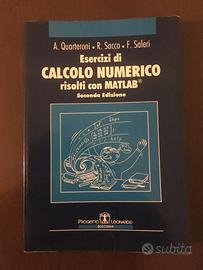 A. Quarteroni • R. Sacco • F. Saleri
Esercizi di
CALCOLO NUMERICO
risolti con MATLAB®
Seconda Edizione
PROGETTO LEONARDO
BOLOGNA
subito